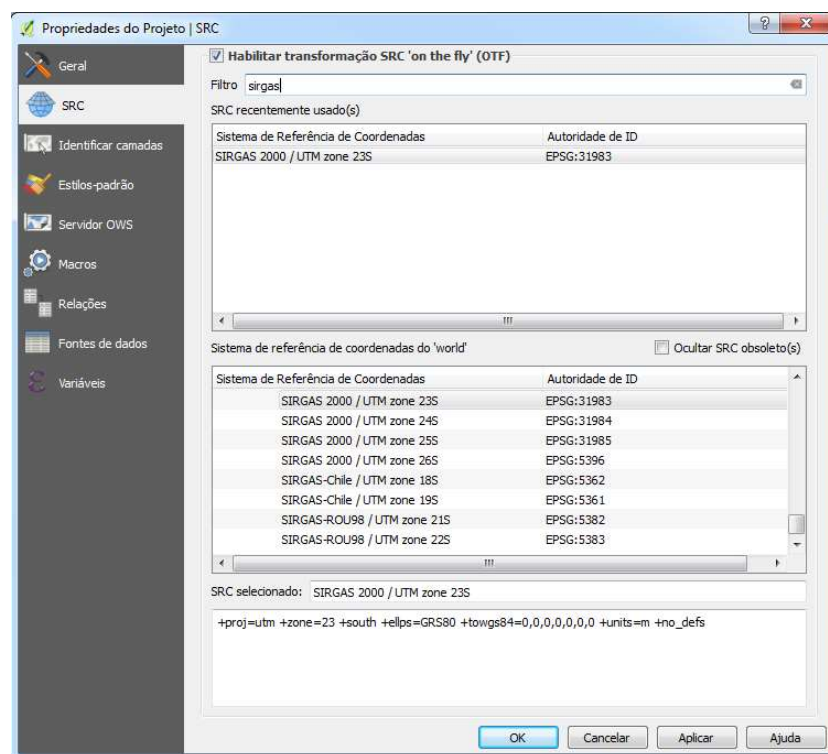 Propriedades do Projeto | SRC
Geral
SRC
Identificar camadas
Estilos-padrão
Servidor OWS
Macros
Relações
Fontes de dados
Variáveis
Habilitar transformação SRC 'on the fly' (OTF)
Filtro sirgas
SRC recentemente usado(s)
Sistema de Referência de Coordenadas Autoridade de ID
SIRGAS 2000 / UTM zone 23S EPSG:31983
Sistema de referência de coordenadas do 'world' Ocultar SRC obsoleto(s)
Sistema de Referência de Coordenadas Autoridade de ID
SIRGAS 2000 / UTM zone 23S EPSG:31983
SIRGAS 2000 / UTM zone 24S EPSG:31984
SIRGAS 2000 / UTM zone 25S EPSG:31985
SIRGAS 2000 / UTM zone 26S EPSG:5396
SIRGAS-Chile / UTM zone 18S EPSG:5362
SIRGAS-Chile / UTM zone 19S EPSG:5361
SIRGAS-ROU98 / UTM zone 21S EPSG:5382
SIRGAS-ROU98 / UTM zone 22S EPSG:5383
SRC selecionado: SIRGAS 2000 / UTM zone 23S
+proj=utm +zone=23 +south +ellps=GRS80 +towgs84=0,0,0,0,0,0,0 +units=m +no_defs
OK Cancelar Aplicar Ajuda